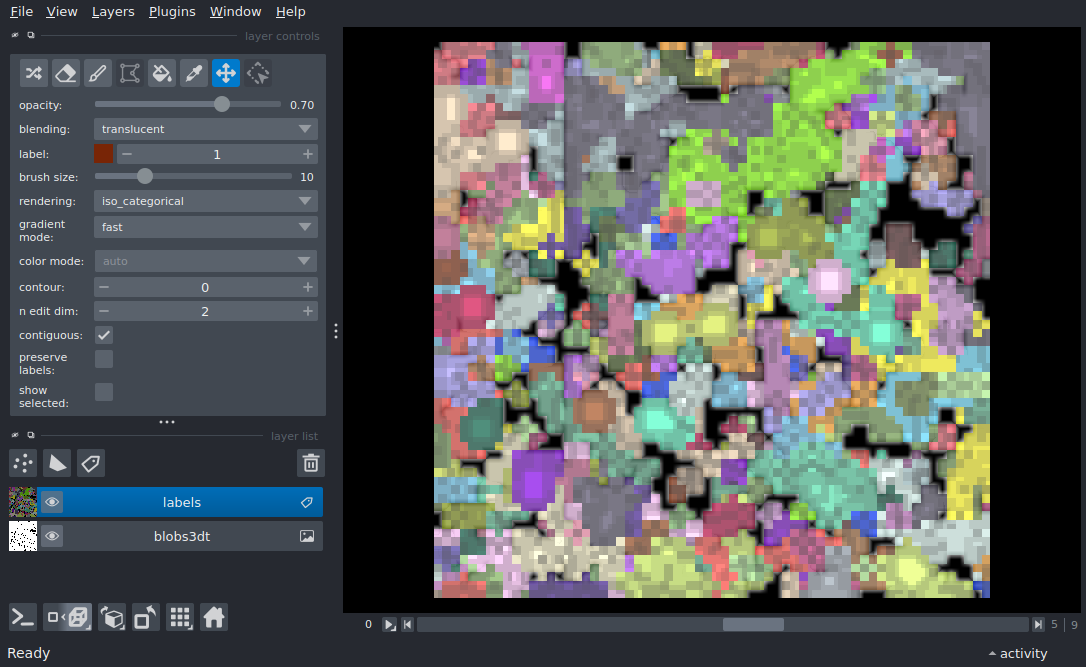 File View Layers Plugins Window Help
layer controls
opacity: 0.70
blending: translucent
label: 1
brush size: 10
rendering: iso_categorical
gradient
mode: fast
color mode: auto
contour: 0
n edit dim: 2
contiguous:
preserve
labels:
show
selected:
layer list
labels
blobs3dt
0 5 | 9
Ready activity